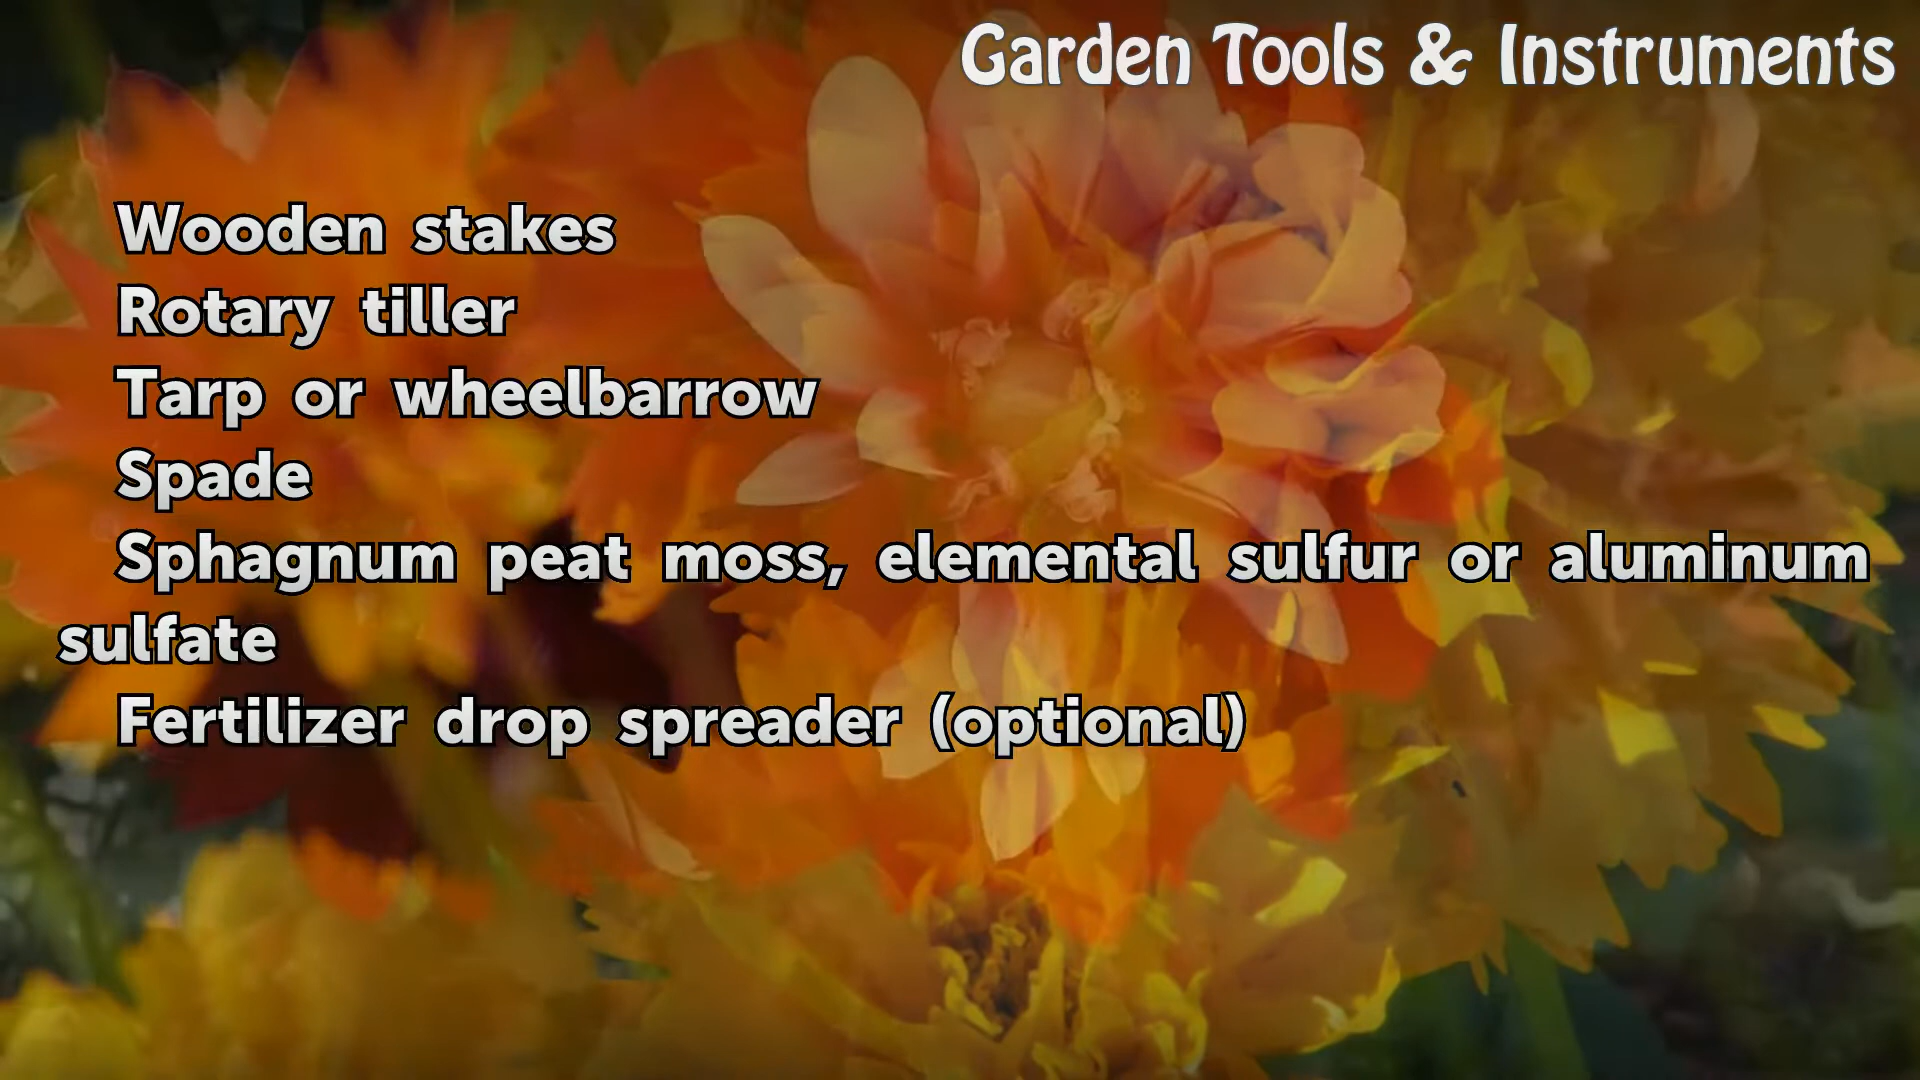 Garden Tools & Instruments
Wooden stakes
Rotary tiller
Tarp or wheelbarrow
Spade
Sphagnum peat moss, elemental sulfur or aluminum
sulfate
Fertilizer drop spreader (optional)